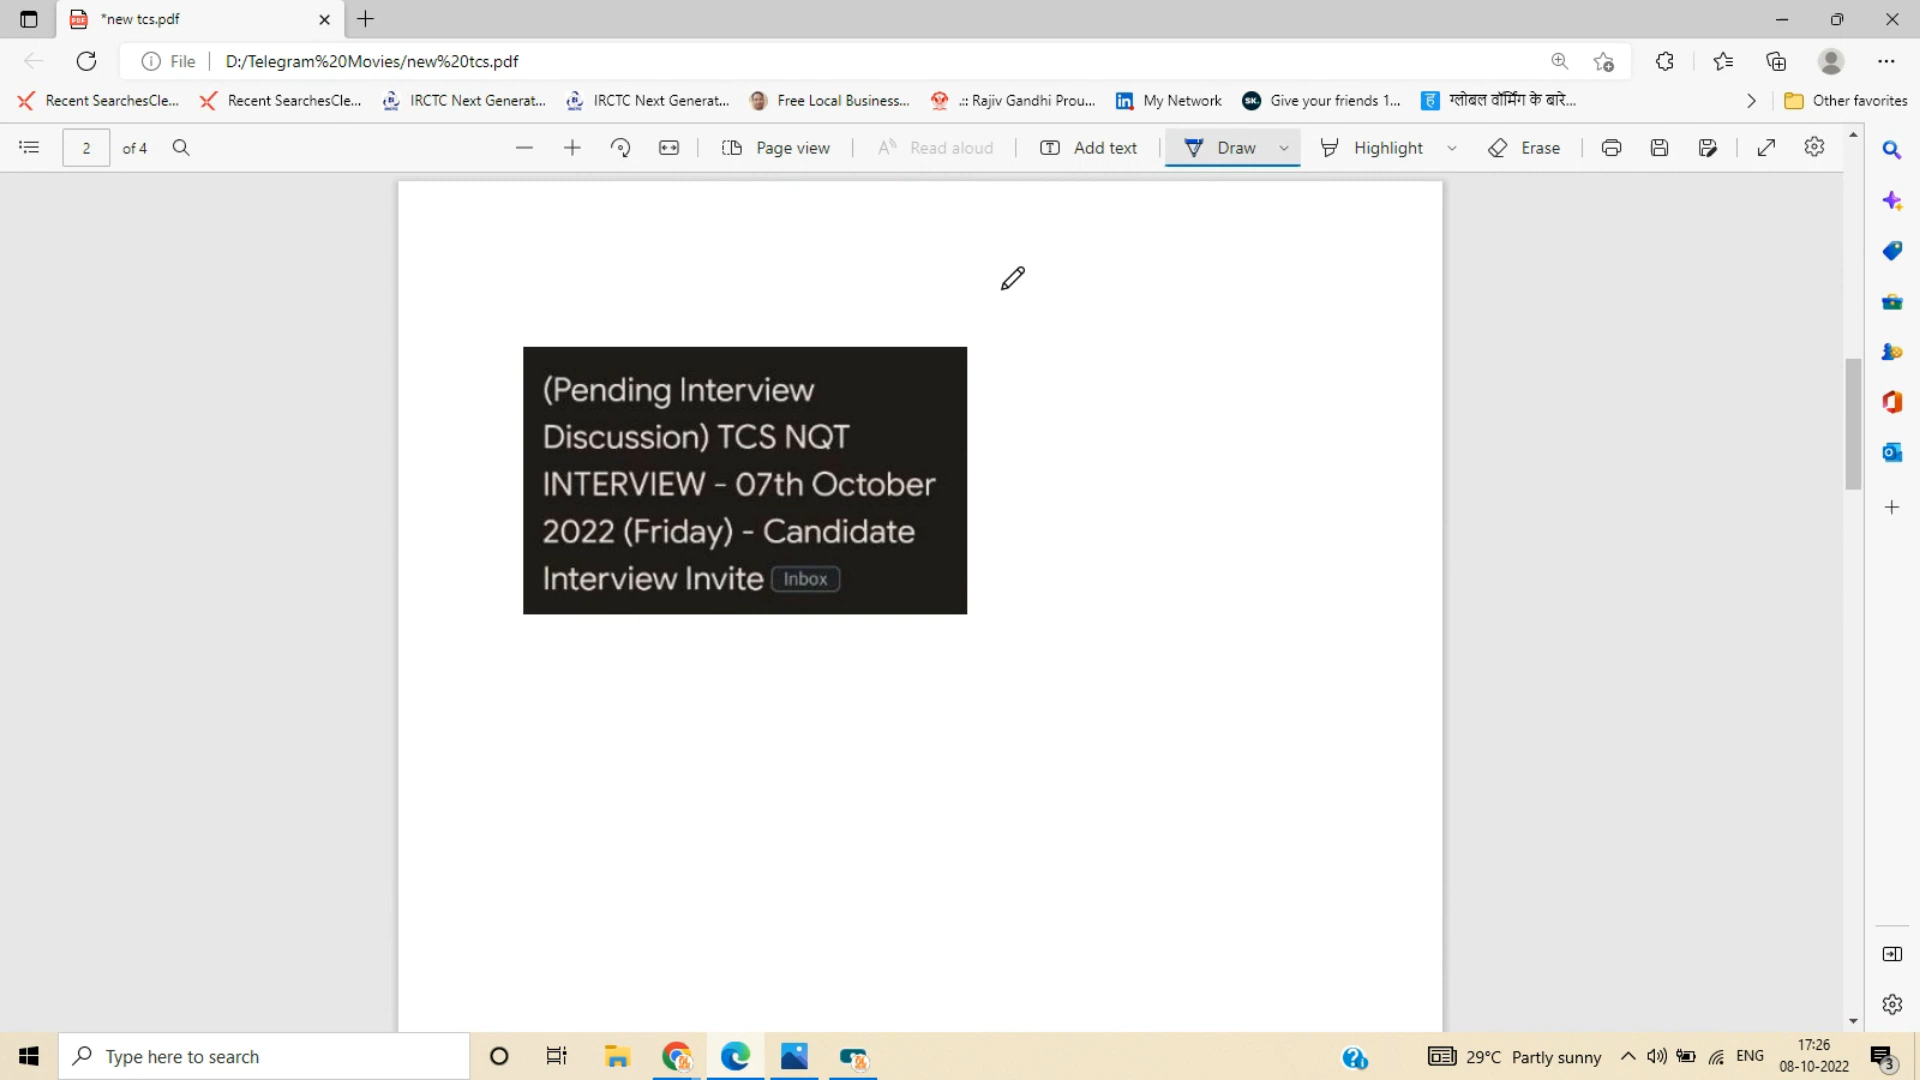 *new tcs.pdf
File
D:/Telegram%20Movies/new%20tcs.pdf
Recent SearchesCle...
Recent SearchesCle...
IRCTC Next Generat...
IRCTC Next Generat...
Free Local Business...
.:: Rajiv Gandhi Prou...
My Network
Give your friends 1...
ग्लोबल वॉर्मिंग के बारे...
Other favorites
2 of 4
Page view
Read aloud
Add text
Draw
Highlight
Erase
(Pending Interview
Discussion) TCS NQT
INTERVIEW - 07th October
2022 (Friday) - Candidate
Interview Invite Inbox
Type here to search
29°C Partly sunny
ENG
17:26
08-10-2022
3